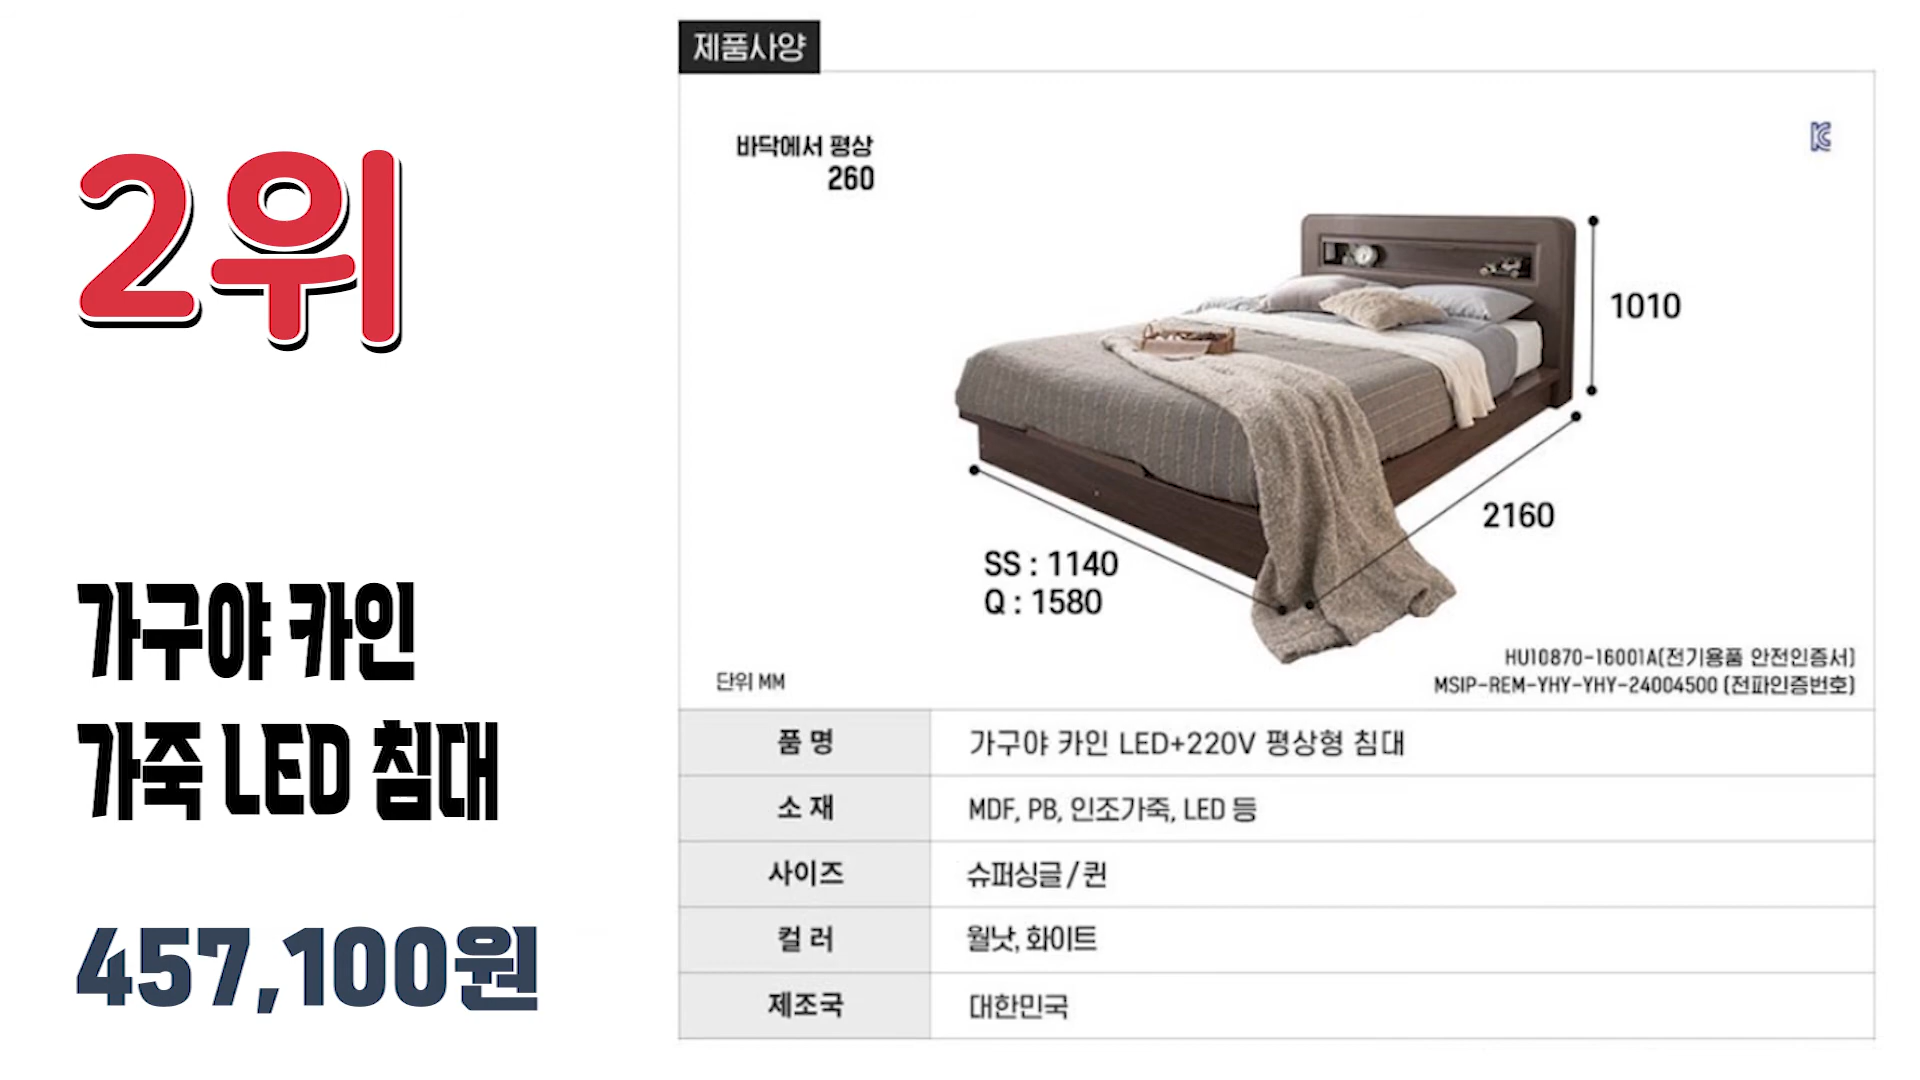 2위
가구야 카인
가죽 LED 침대
457,100원
제품사양
바닥에서 평상
260
1010
2160
SS : 1140
Q : 1580
HU10870-16001A(전기용품 안전인증서)
MSIP-REM-YHY-YHY-24004500 (전파인증번호)
단위 MM
품 명 가구야 카인 LED+220V 평상형 침대
소 재 MDF, PB, 인조가죽, LED 등
사이즈 슈퍼싱글 / 퀸
컬 러 월낫, 화이트
제조국 대한민국